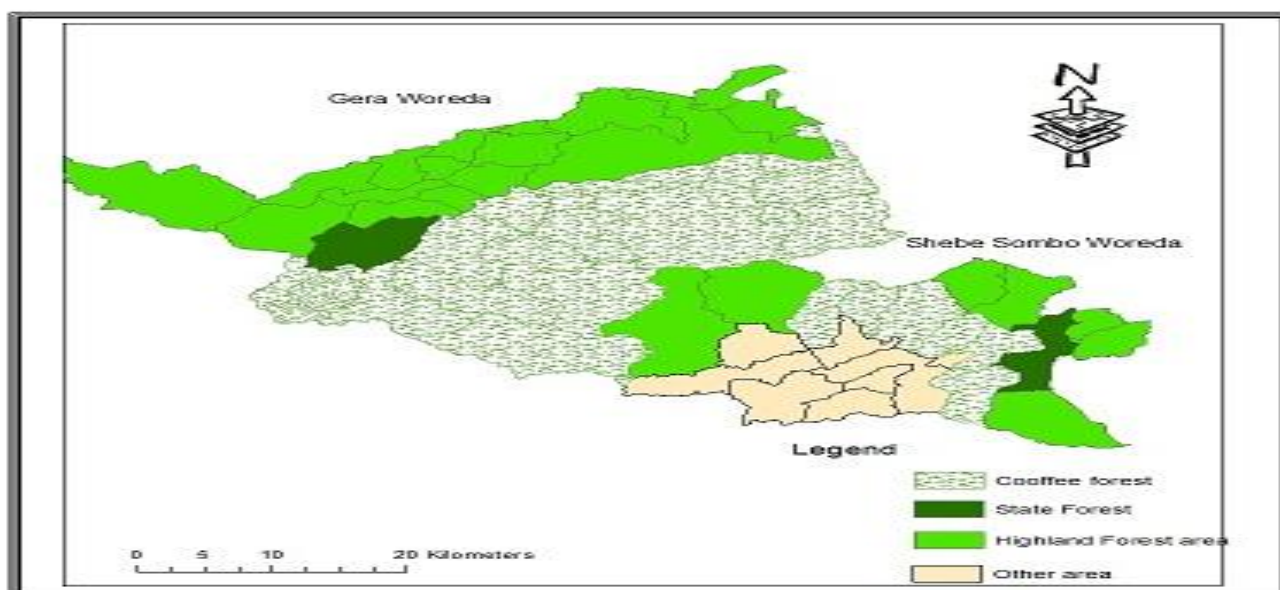 N
Gera Woreda
Shebe Sombo Woreda
Legend
Cooffee forest
State Forest
Highland Forest area
Other area
0 5 10 20 Kilometers